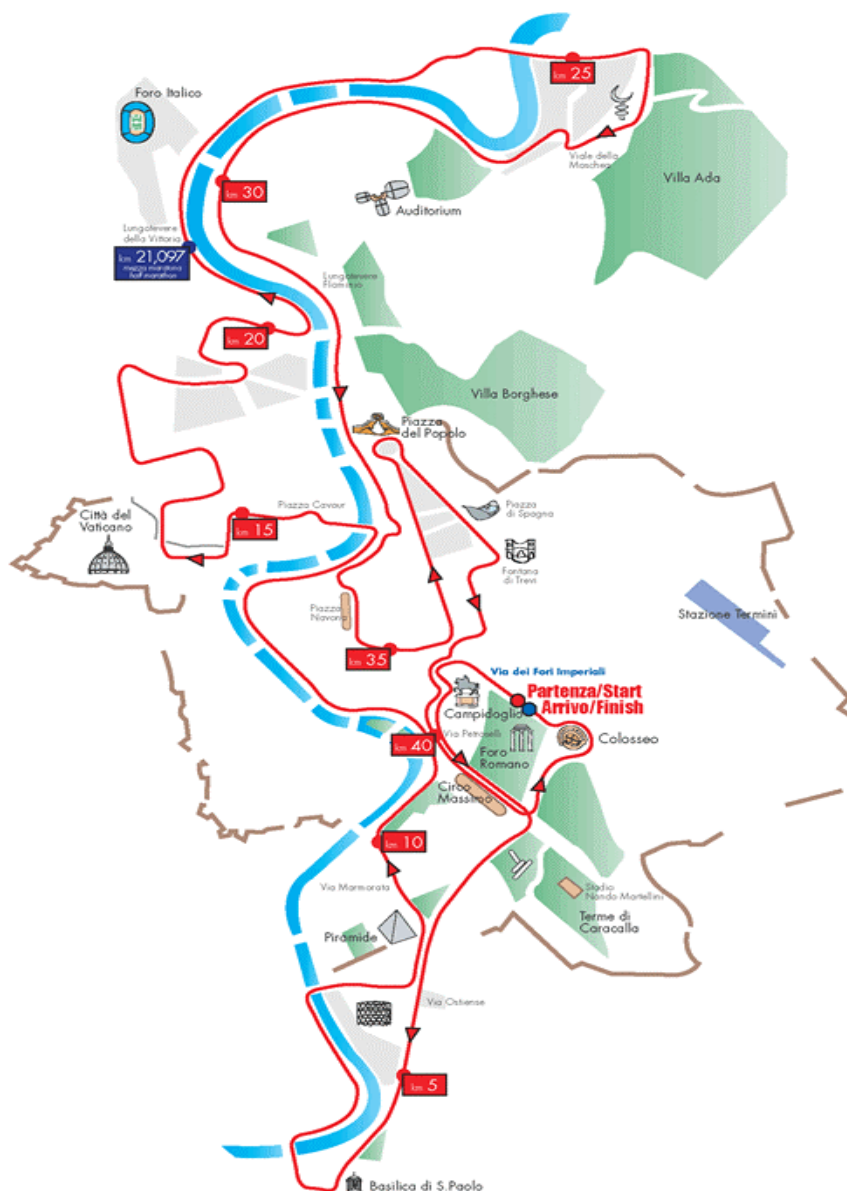 km 25
Foro Italico
Viale della
Moschea
Villa Ada
km 30
Auditorium
Lungotevere
della Vittoria
km 21,097
mezza maratona
half marathon
Lungotevere
Flaminio
km 20
Villa Borghese
Piazza
del Popolo
Piazza Cavour
Piazza
di Spagna
Città del
Vaticano
km 15
Fontana
di Trevi
Piazza
Navona
Stazione Termini
km 35
Via dei Fori Imperiali
Partenza/Start
Arrivo/Finish
Campidoglio
Via Petroselli
km 40
Foro
Romano
Colosseo
Circo
Massimo
km 10
Via Marmorata
Stadio
Nando Martellini
Terme di
Caracalla
Piramide
Via Ostiense
km 5
Basilica di S.Paolo